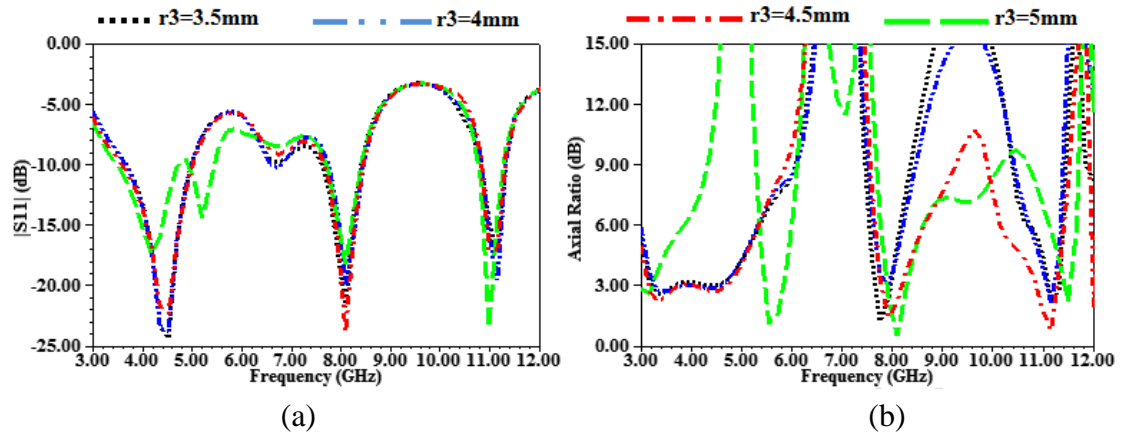 r3=3.5mm r3=4mm r3=4.5mm r3=5mm
0.00
-5.00
-10.00
-15.00
-20.00
-25.00
|S11| (dB)
3.00 4.00 5.00 6.00 7.00 8.00 9.00 10.00 11.00 12.00
Frequency (GHz)
(a)
15.00
12.00
9.00
6.00
3.00
0.00
Axial Ratio (dB)
3.00 4.00 5.00 6.00 7.00 8.00 9.00 10.00 11.00 12.00
Frequency (GHz)
(b)